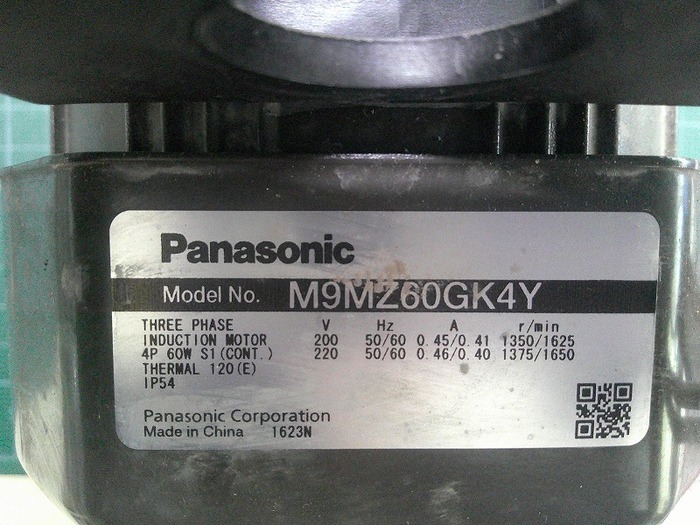 Panasonic
Model No. M9MZ60GK4Y
THREE PHASE V Hz A r/min
INDUCTION MOTOR 200 50/60 0.45/0.41 1350/1625
4P 60W S1(CONT.) 220 50/60 0.46/0.40 1375/1650
THERMAL 120(E)
IP54
Panasonic Corporation
Made in China 1623N